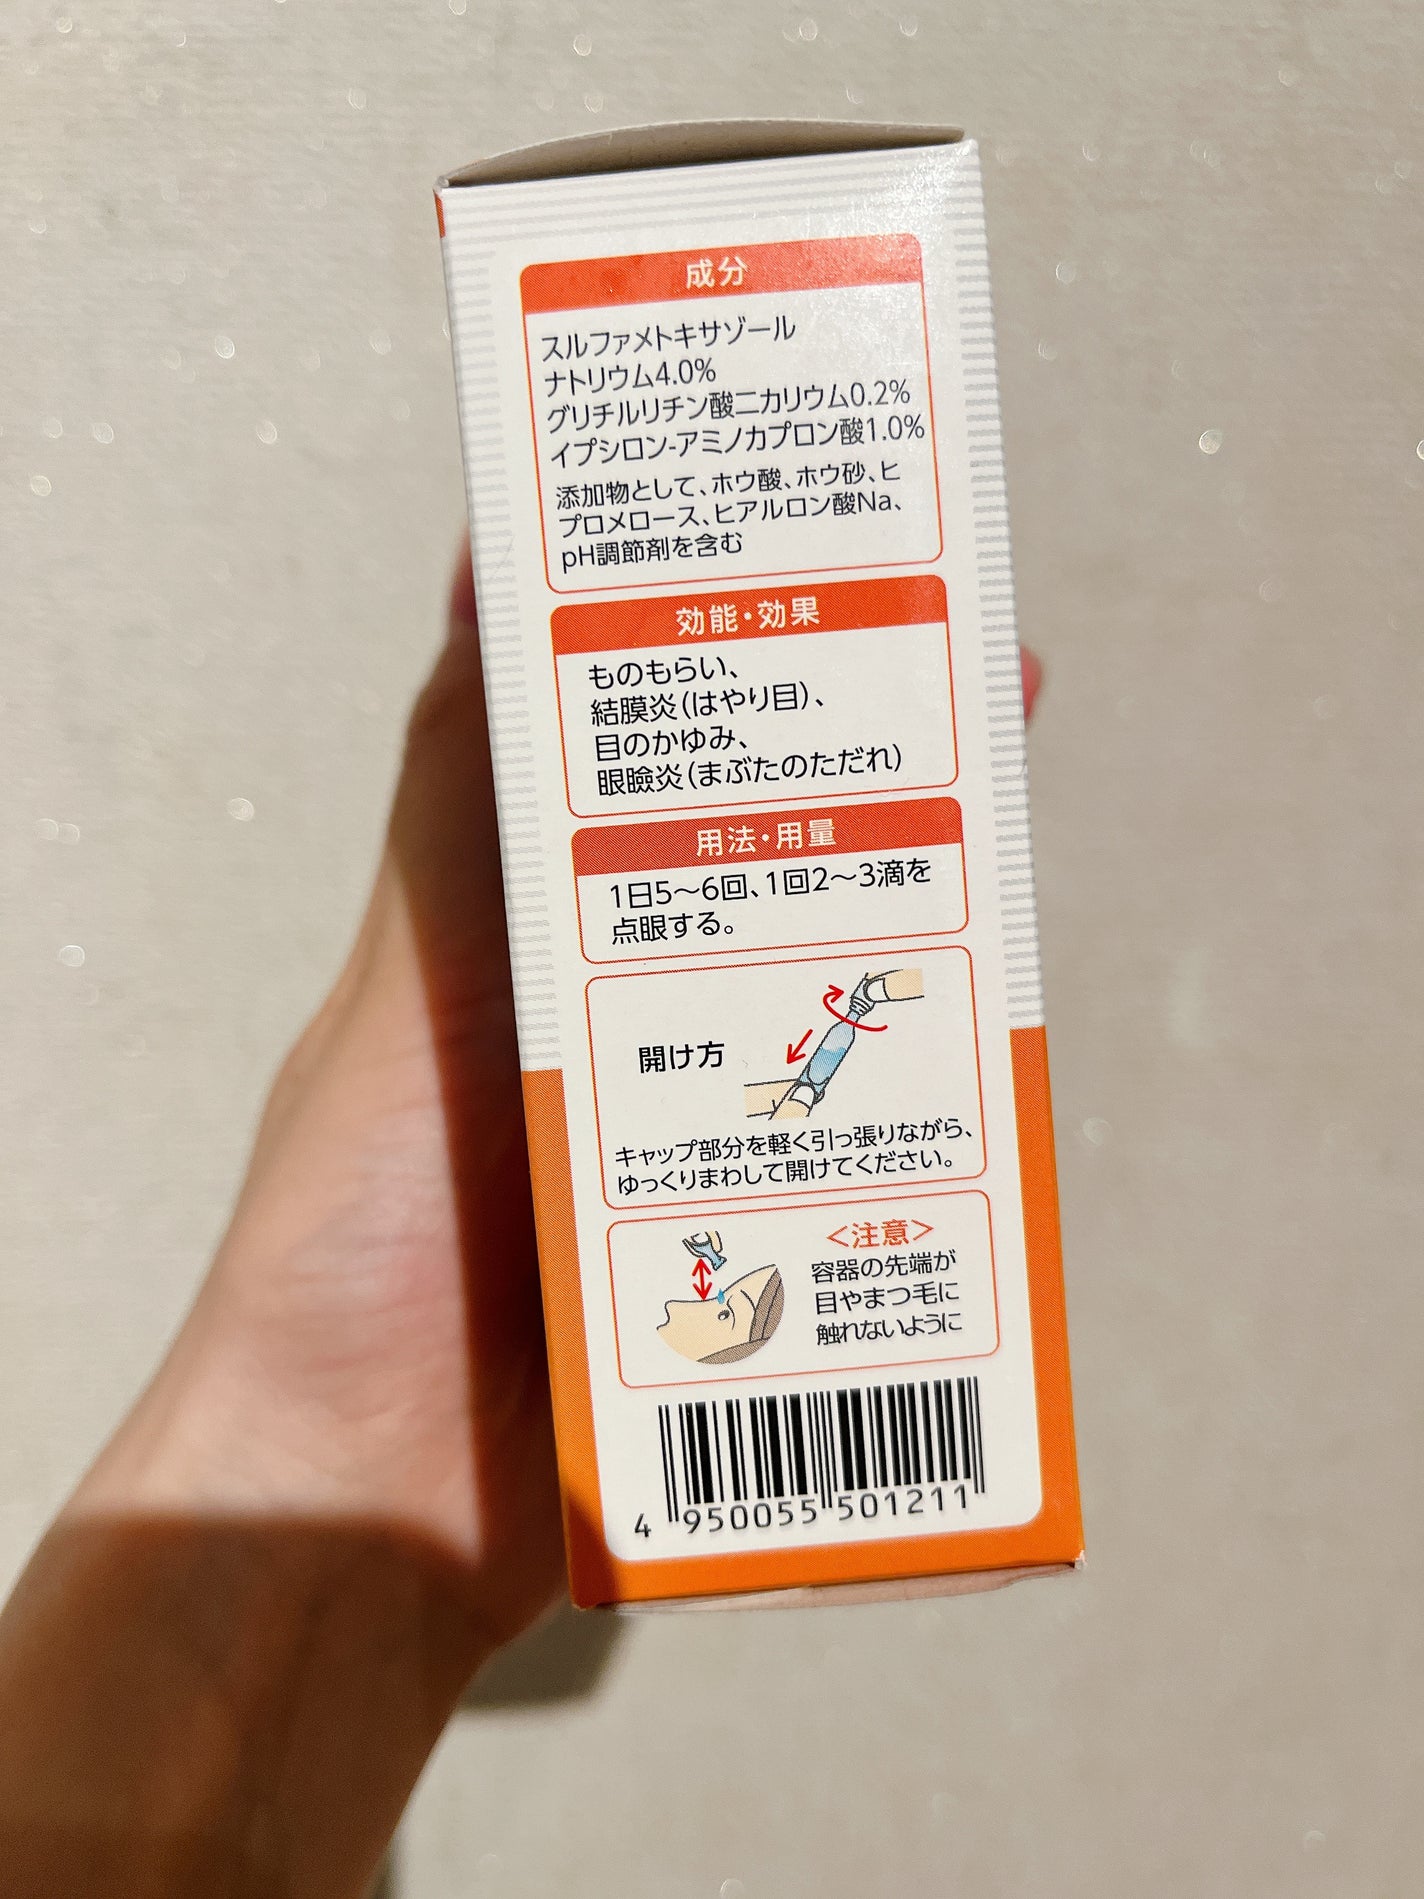 成分
スルファメトキサゾール
ナトリウム4.0%
グリチルリチン酸二カリウム0.2%
イプシロン-アミノカプロン酸1.0%
添加物として、ホウ酸、ホウ砂、ヒ
プロメロース、ヒアルロン酸Na、
pH調節剤を含む
効能・効果
ものもらい、
結膜炎(はやり目)、
目のかゆみ、
眼瞼炎(まぶたのただれ)
用法・用量
1日5〜6回、1回2〜3滴を
点眼する。
開け方
キャップ部分を軽く引っ張りながら、
ゆっくりまわして開けてください。
<注意>
容器の先端が
目やまつ毛に
触れないように
4 950055 501211